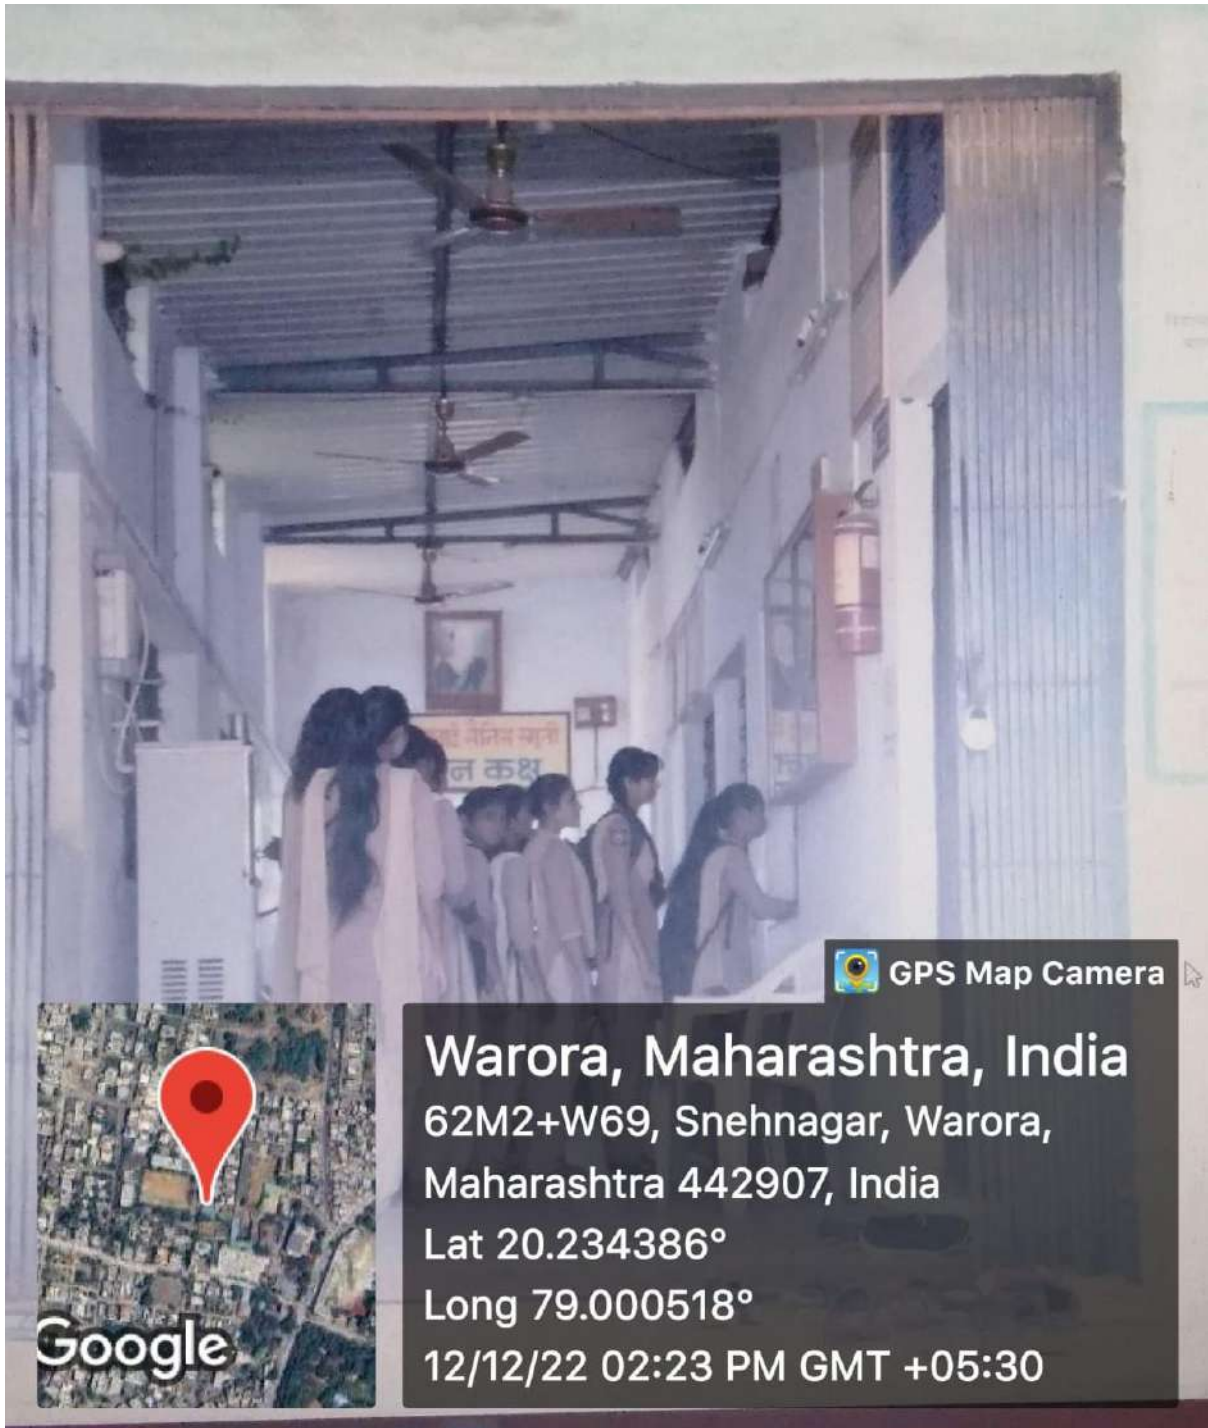 स्मृती
न कक्ष
GPS Map Camera
Warora, Maharashtra, India
62M2+W69, Snehnagar, Warora,
Maharashtra 442907, India
Lat 20.234386°
Long 79.000518°
12/12/22 02:23 PM GMT +05:30
Google